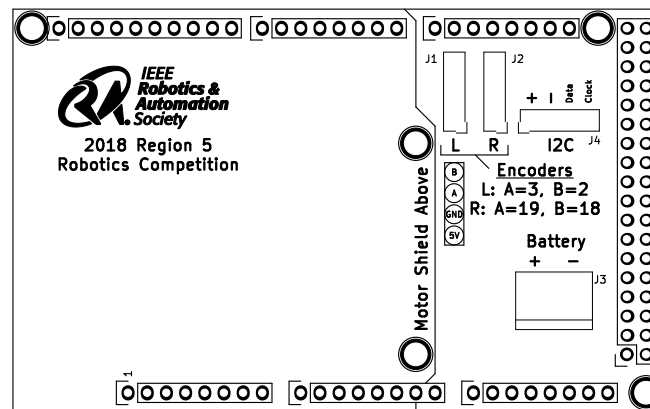 IEEE
Robotics &
Automation
Society
RA.
2018 Region 5
Robotics Competition
J1
J2
+ - Data Clock
J4
L R
I2C
Encoders
L: A=3, B=2
R: A=19, B=18
B
A
GND
5V
Motor Shield Above
Battery
+ -
J3
1